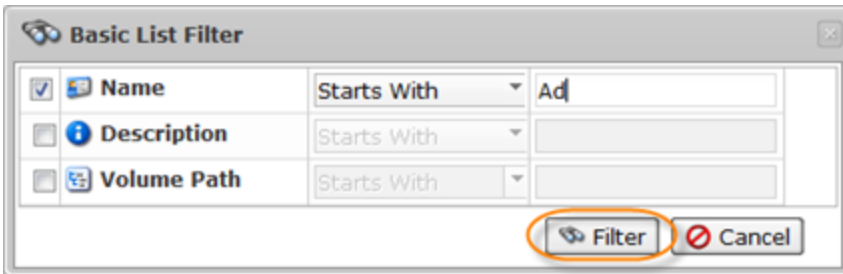 Basic List Filter
Name Starts With Ad
Description Starts With
Volume Path Starts With
Filter Cancel